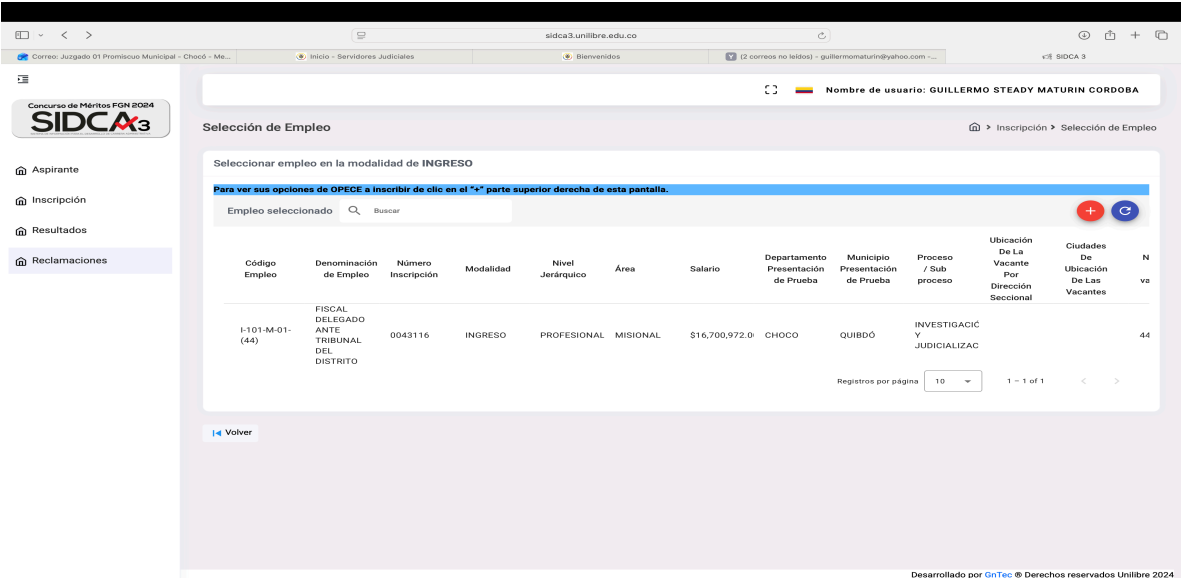 sidca3.unilibre.edu.co
Correo: Juzgado 01 Promiscuo Municipal - Chocó - Me...
Inicio - Servidores Judiciales
Bienvenidos
(2 correos no leídos) - guillermomaturin@yahoo.com -...
SIDCA 3
Nombre de usuario: GUILLERMO STEADY MATURIN CORDOBA
Concurso de Méritos FGN 2024
SIDCA3
Aspirante
Inscripción
Resultados
Reclamaciones
Selección de Empleo
Inscripción > Selección de Empleo
Seleccionar empleo en la modalidad de INGRESO
Para ver sus opciones de OPECE a inscribir de clic en el "+" parte superior derecha de esta pantalla.
Empleo seleccionado
Buscar
Código
Empleo
Denominación
de Empleo
Número
Inscripción
Modalidad
Nivel
Jerárquico
Área
Salario
Departamento
Presentación
de Prueba
Municipio
Presentación
de Prueba
Proceso
/ Sub
proceso
Ubicación
De La
Vacante
Por
Dirección
Seccional
Ciudades
De
Ubicación
De Las
Vacantes
N
va
I-101-M-01-
(44)
FISCAL
DELEGADO
ANTE
TRIBUNAL
DEL
DISTRITO
0043116
INGRESO
PROFESIONAL
MISIONAL
$16,700,972.0
CHOCO
QUIBDÓ
INVESTIGACIÓ
Y
JUDICIALIZAC
44
Registros por página
10
1 – 1 of 1
Volver
Desarrollado por GnTec ® Derechos reservados Unilibre 2024